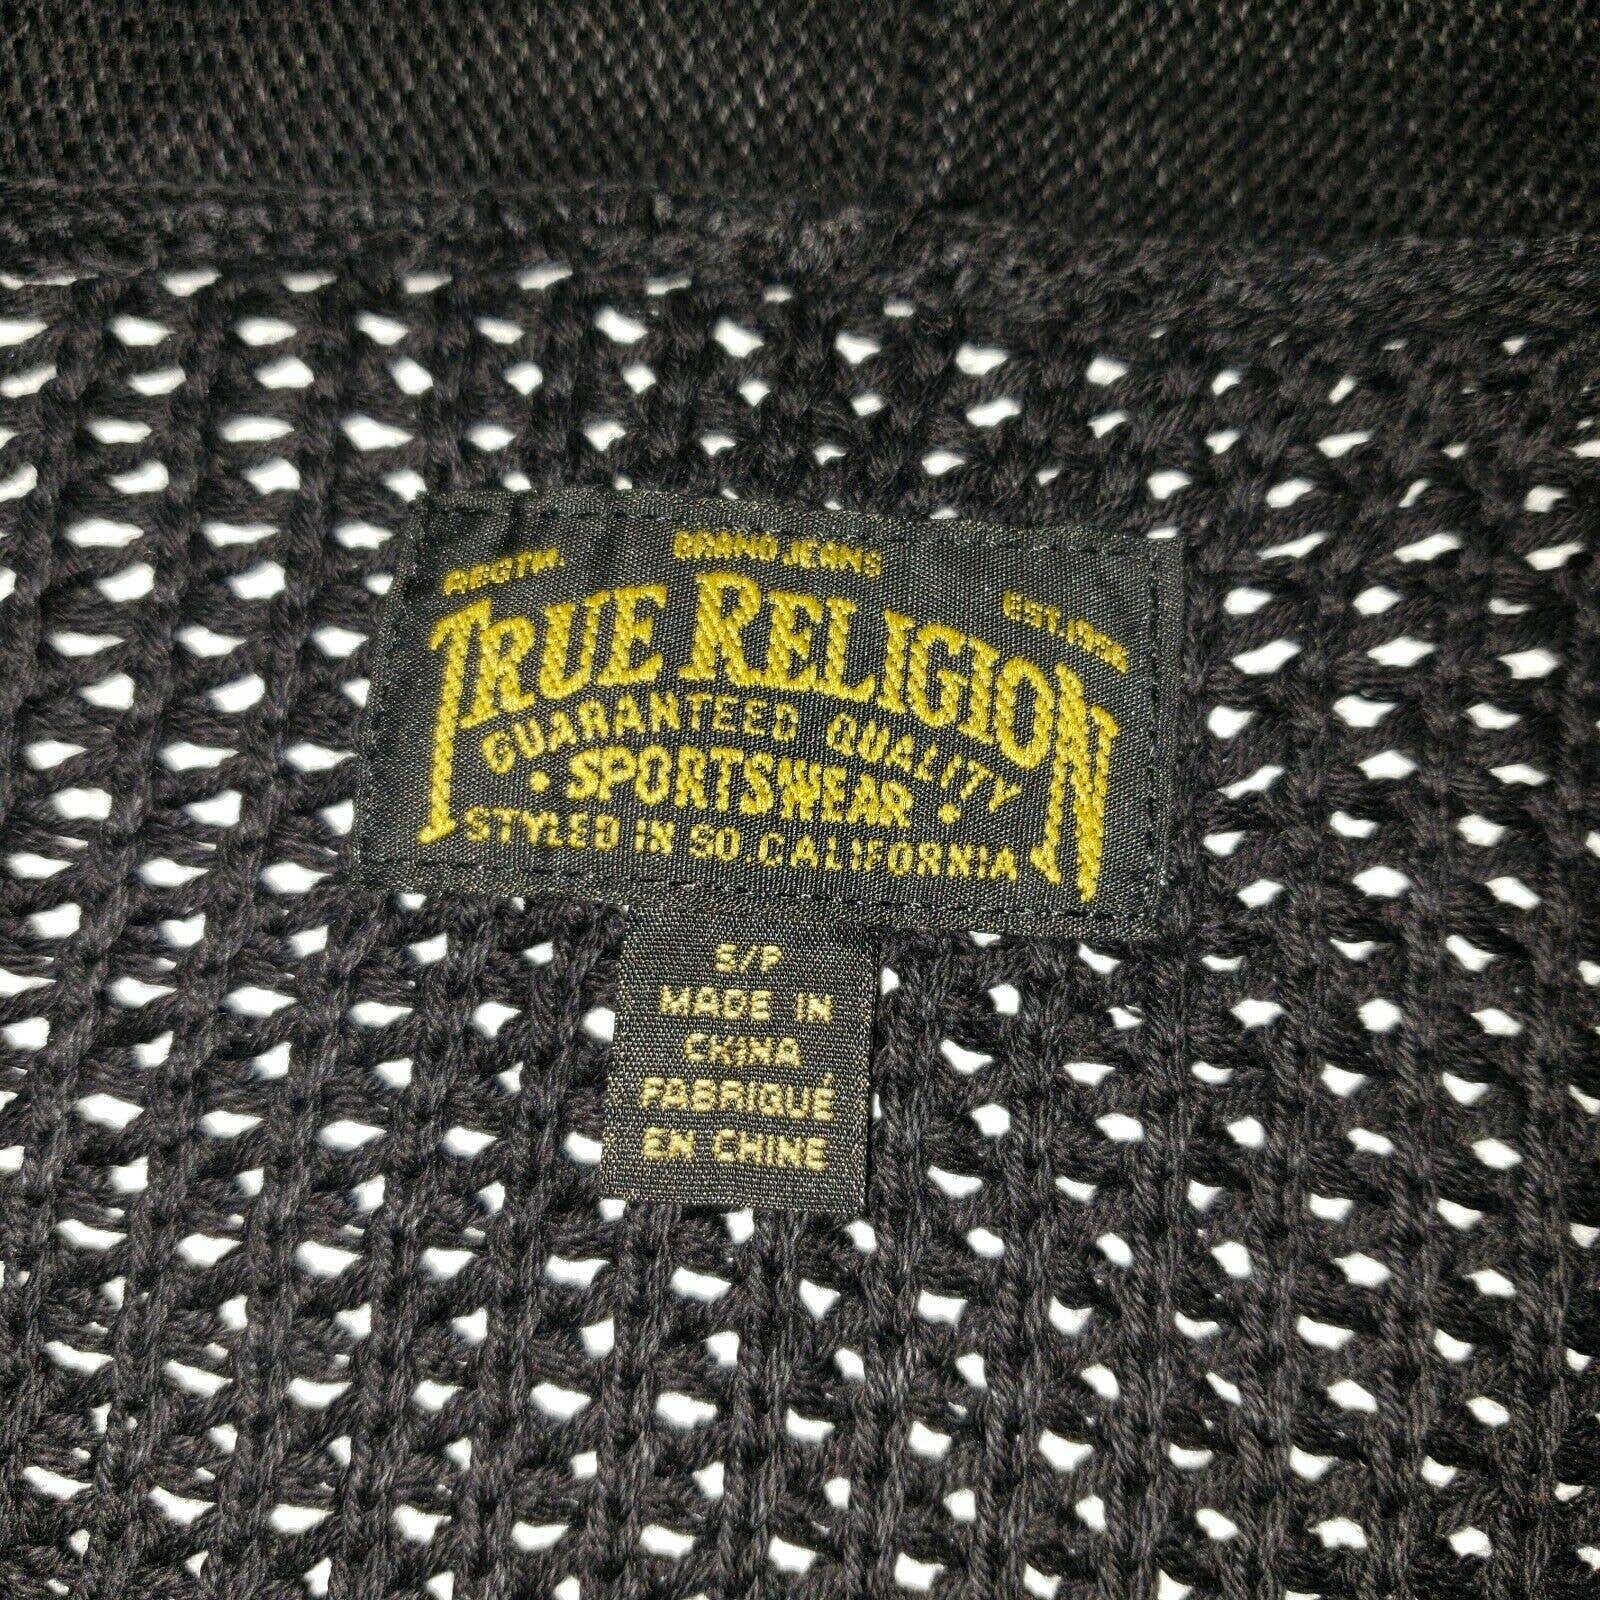 BRAND JEANS
TRUE RELIGION
GUARANTEED QUALITY
• SPORTSWEAR •
STYLED IN SO. CALIFORNIA
S/P
MADE IN
CHINA
FABRIQUÉ
EN CHINE